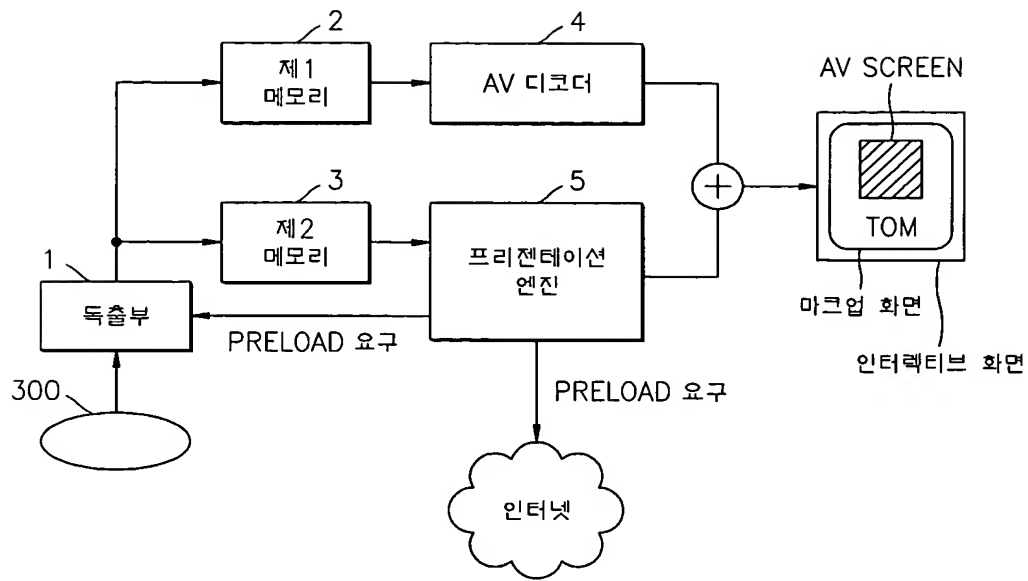 2
제1
메모리
4
AV 디코더
AV SCREEN
TOM
마크업 화면
인터렉티브 화면
3
제2
메모리
5
프리젠테이션
엔진
1
독출부
PRELOAD 요구
300
PRELOAD 요구
인터넷